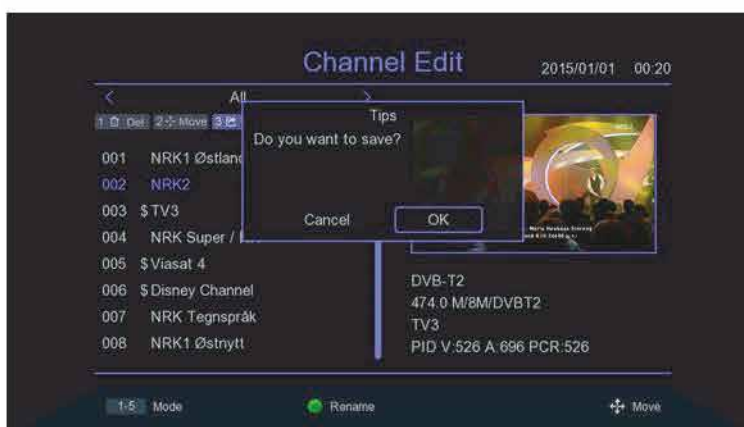 Channel Edit
2015/01/01 00:20
< All >
1 Del 2 Move 3
Tips
Do you want to save?
Cancel OK
001 NRK1 Østland
002 NRK2
003 $ TV3
004 NRK Super /
005 $ Viasat 4
006 $ Disney Channel
007 NRK Tegnspråk
008 NRK1 Østnytt
DVB-T2
474.0 M/8M/DVBT2
TV3
PID V:526 A:696 PCR:526
1-5 Mode Rename Move